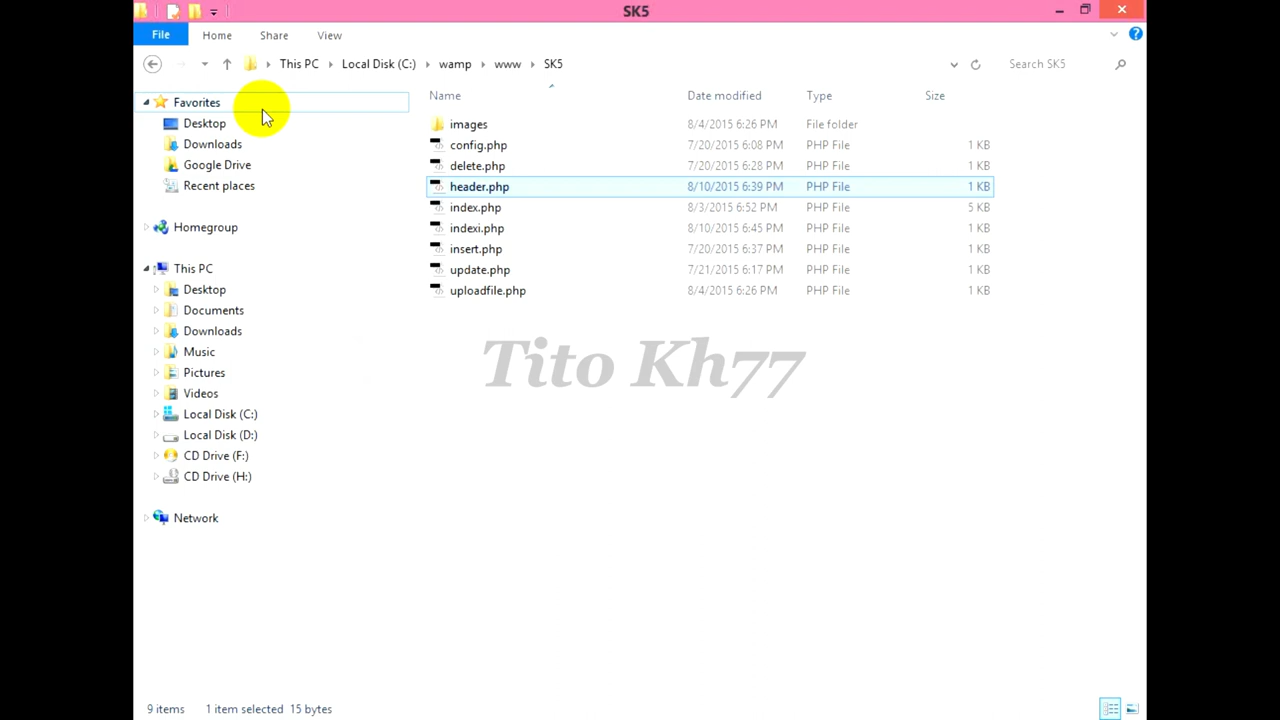 SK5
File Home Share View
This PC Local Disk (C:) wamp www SK5 Search SK5
Favorites
Desktop
Downloads
Google Drive
Recent places
Homegroup
This PC
Desktop
Documents
Downloads
Music
Pictures
Videos
Local Disk (C:)
Local Disk (D:)
CD Drive (F:)
CD Drive (H:)
Network
Name Date modified Type Size
images 8/4/2015 6:26 PM File folder
config.php 7/20/2015 6:08 PM PHP File 1 KB
delete.php 7/20/2015 6:28 PM PHP File 1 KB
header.php 8/10/2015 6:39 PM PHP File 1 KB
index.php 8/3/2015 6:52 PM PHP File 5 KB
indexi.php 8/10/2015 6:45 PM PHP File 1 KB
insert.php 7/20/2015 6:37 PM PHP File 1 KB
update.php 7/21/2015 6:17 PM PHP File 1 KB
uploadfile.php 8/4/2015 6:26 PM PHP File 1 KB
Tito Kh77
9 items 1 item selected 15 bytes